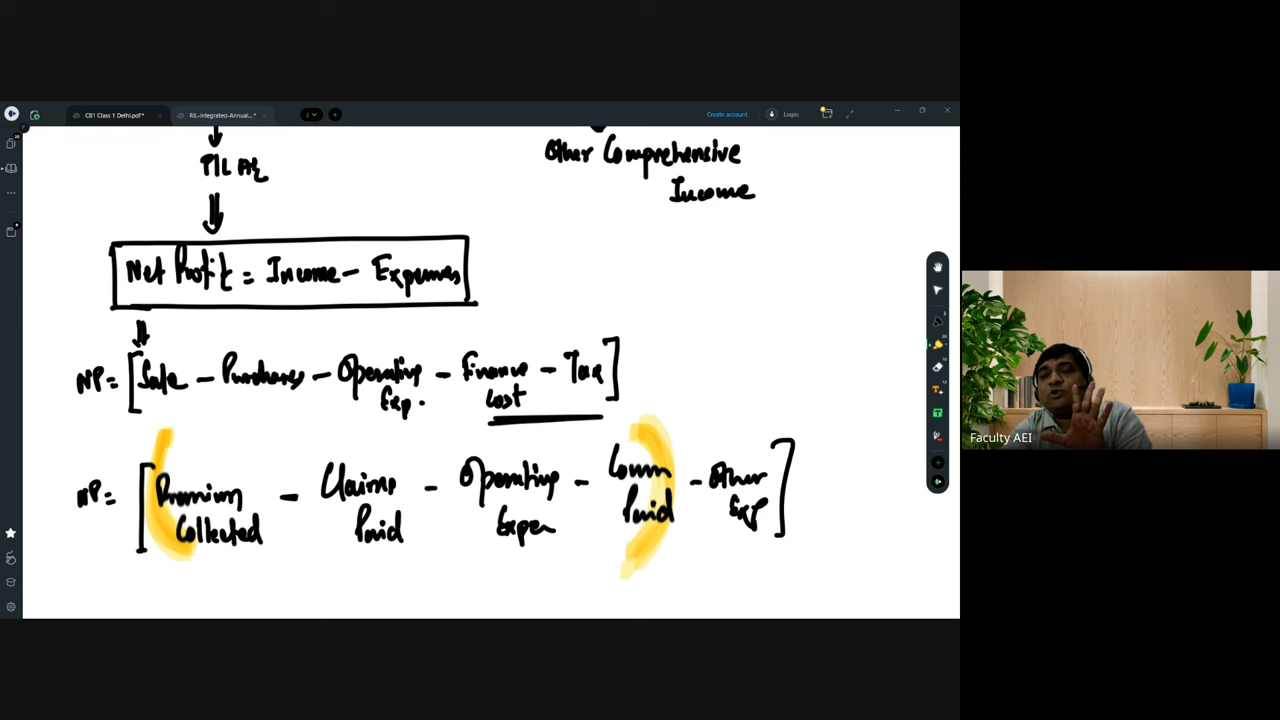 CB1 Class 1 Delhi.pdf*
RIL-Integrated-Annual...*
2
Create account
Login
P/L A/c
Other Comprehensive
Income
Net Profit = Income - Expenses
NP = [Sale - Purchases - Operating Exp. - Finance Cost - Tax]
NP = [Premium Collected - Claims Paid - Operating Expen - Comm Paid - Other Exp]
Faculty AEI